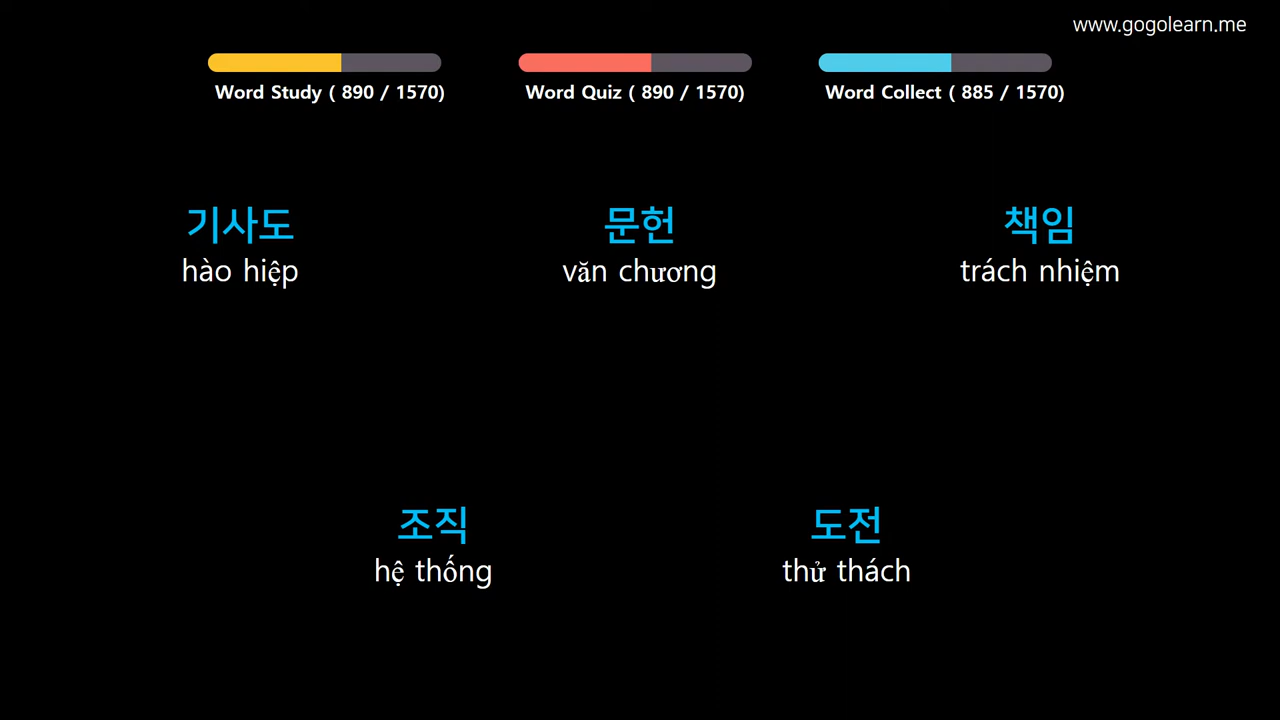 www.gogolearn.me
Word Study ( 890 / 1570)
Word Quiz ( 890 / 1570)
Word Collect ( 885 / 1570)
기사도
hào hiệp
문헌
văn chương
책임
trách nhiệm
조직
hệ thống
도전
thử thách